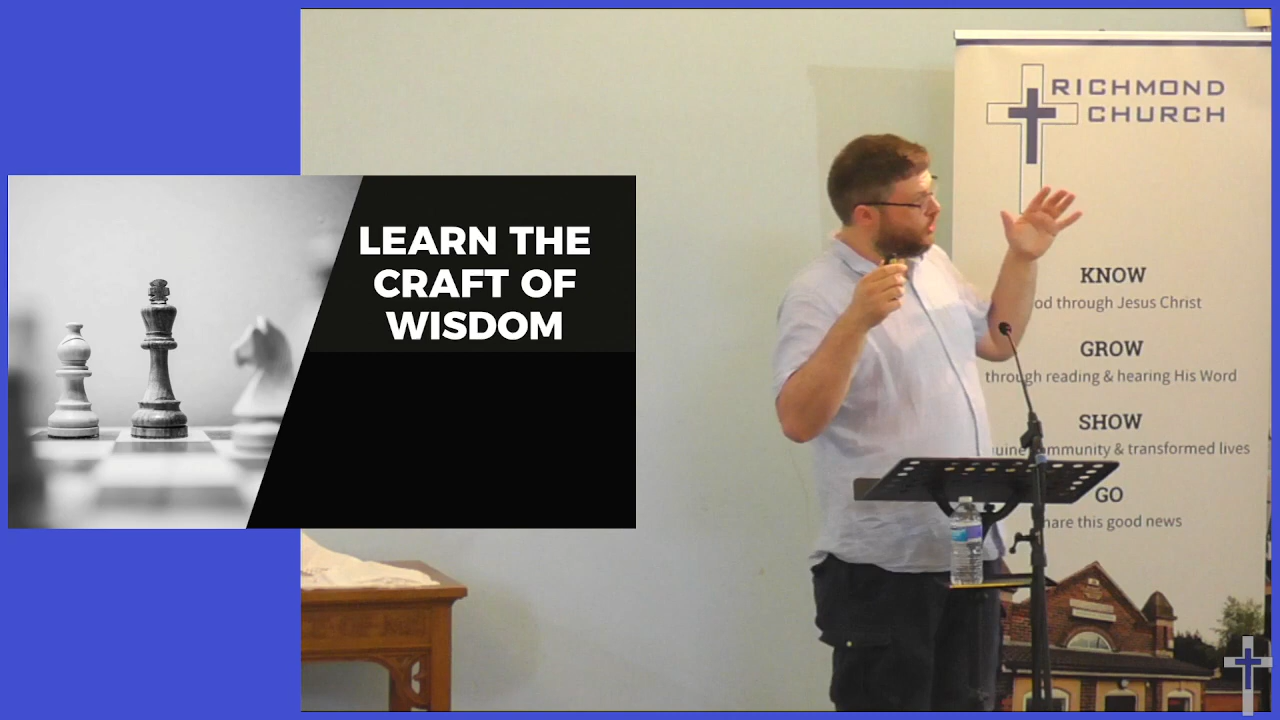 LEARN THE
CRAFT OF
WISDOM
RICHMOND
CHURCH
KNOW
through Jesus Christ
GROW
through reading & hearing His Word
SHOW
& transformed lives
GO
this good news